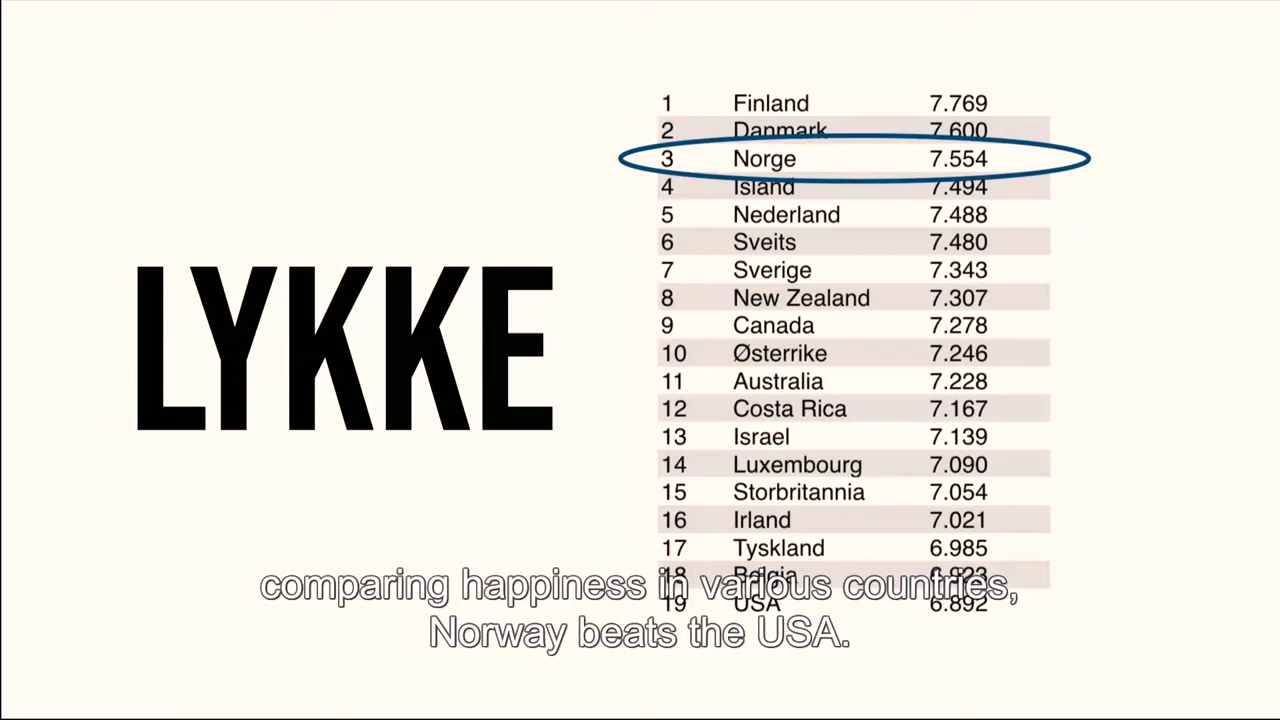 LYKKE
1 Finland 7.769
2 Danmark 7.600
3 Norge 7.554
4 Island 7.494
5 Nederland 7.488
6 Sveits 7.480
7 Sverige 7.343
8 New Zealand 7.307
9 Canada 7.278
10 Østerrike 7.246
11 Australia 7.228
12 Costa Rica 7.167
13 Israel 7.139
14 Luxembourg 7.090
15 Storbritannia 7.054
16 Irland 7.021
17 Tyskland 6.985
18 Belgia
19 USA 6.892
comparing happiness in various countries,
Norway beats the USA.